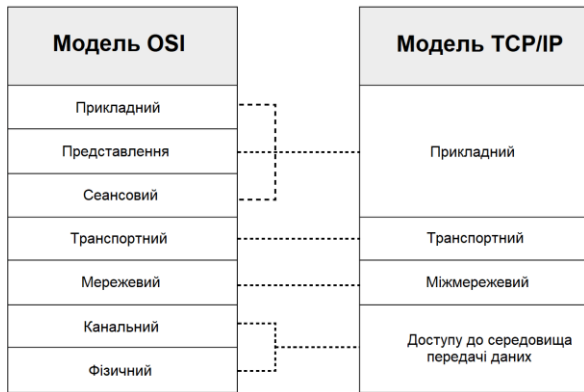 Модель OSI
Прикладний
Представлення
Сеансовий
Транспортний
Мережевий
Канальний
Фізичний
Модель TCP/IP
Прикладний
Транспортний
Міжмережевий
Доступу до середовища
передачі даних